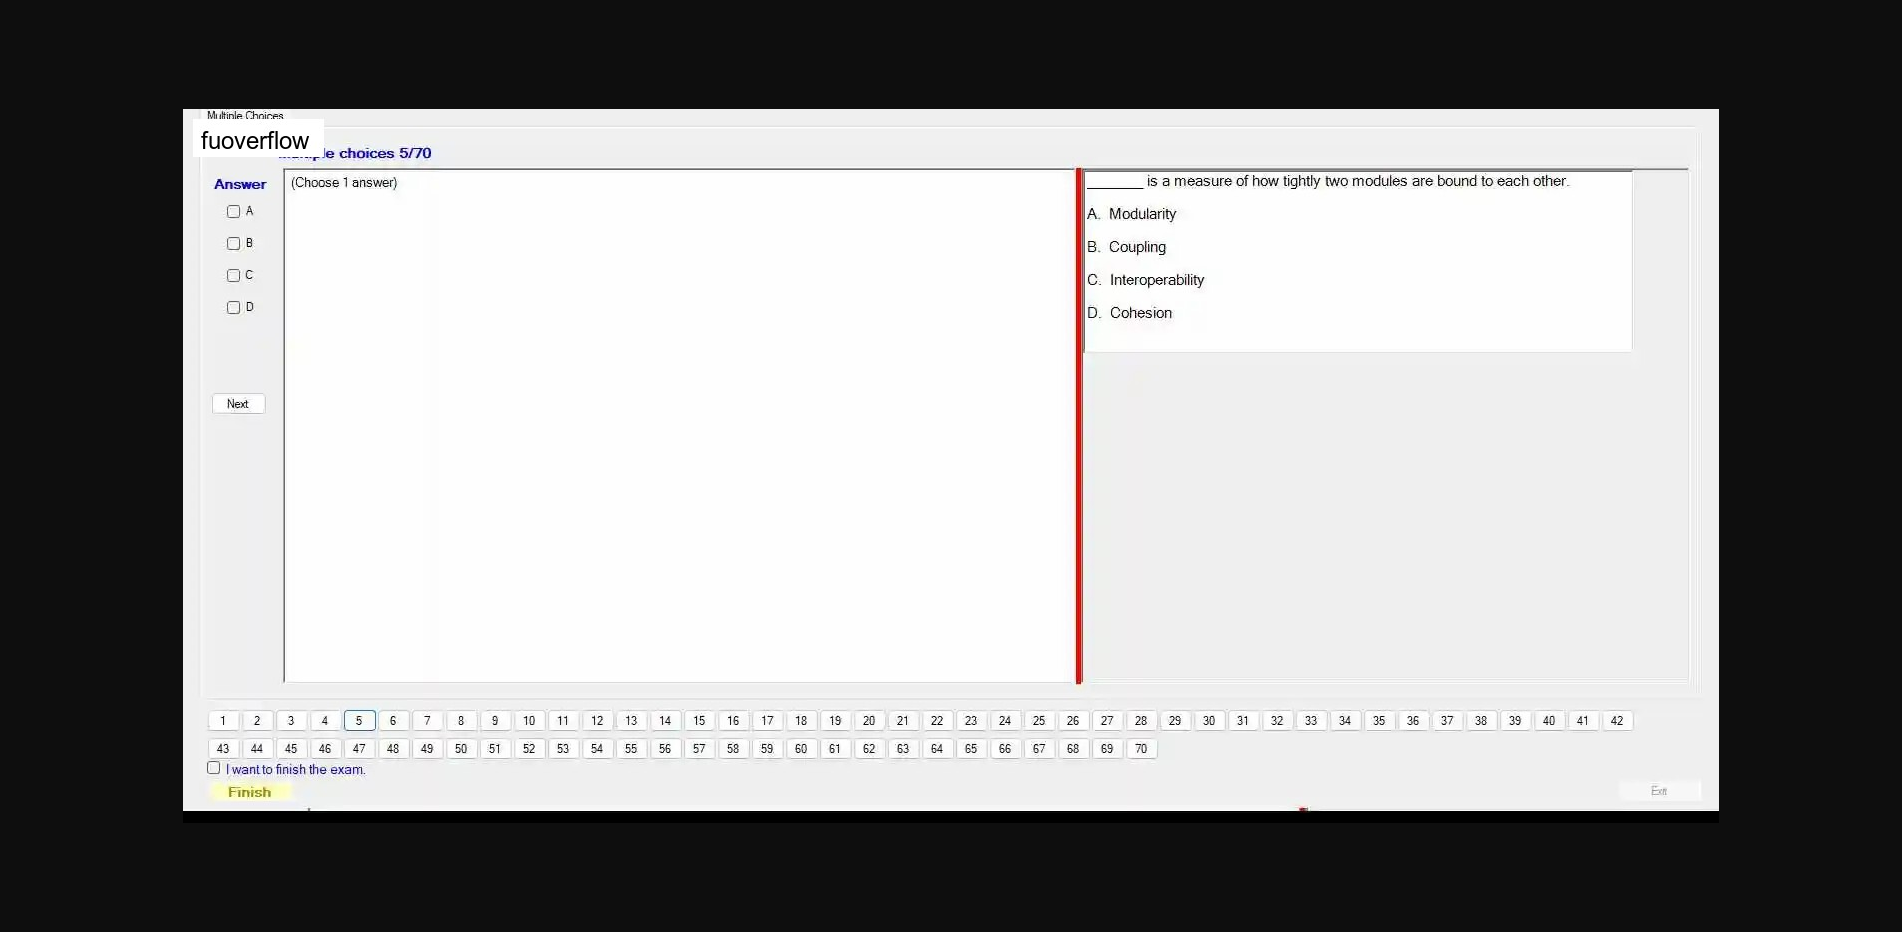 Multiple Choices
fuoverflow
choices 5/70
Answer
(Choose 1 answer)
A
B
C
D
Next
_______ is a measure of how tightly two modules are bound to each other.
A. Modularity
B. Coupling
C. Interoperability
D. Cohesion
1 2 3 4 5 6 7 8 9 10 11 12 13 14 15 16 17 18 19 20 21 22 23 24 25 26 27 28 29 30 31 32 33 34 35 36 37 38 39 40 41 42
43 44 45 46 47 48 49 50 51 52 53 54 55 56 57 58 59 60 61 62 63 64 65 66 67 68 69 70
I want to finish the exam.
Finish
Exit